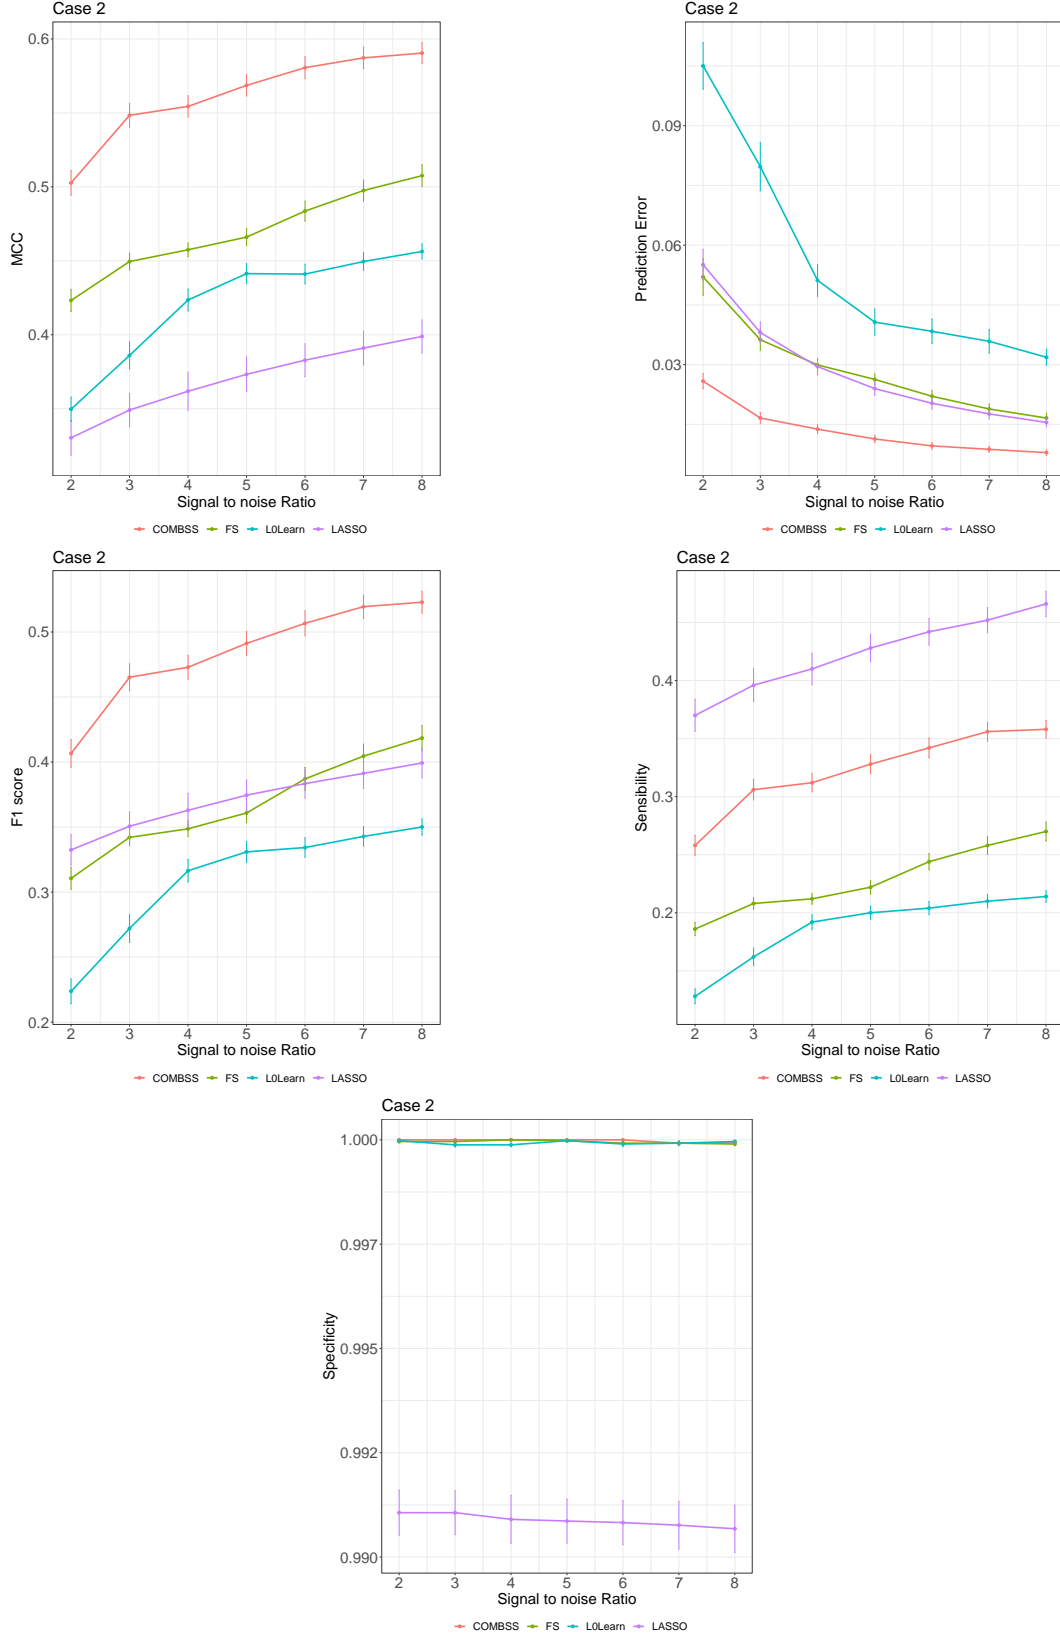 Case 2
MCC
0.6
0.5
0.4
2 3 4 5 6 7 8
Signal to noise Ratio
COMBSS FS L0Learn LASSO
Case 2
Prediction Error
0.09
0.06
0.03
2 3 4 5 6 7 8
Signal to noise Ratio
COMBSS FS L0Learn LASSO
Case 2
F1 score
0.5
0.4
0.3
0.2
2 3 4 5 6 7 8
Signal to noise Ratio
COMBSS FS L0Learn LASSO
Case 2
Sensibility
0.4
0.3
0.2
2 3 4 5 6 7 8
Signal to noise Ratio
COMBSS FS L0Learn LASSO
Case 2
Specificity
1.000
0.997
0.995
0.992
0.990
2 3 4 5 6 7 8
Signal to noise Ratio
COMBSS FS L0Learn LASSO